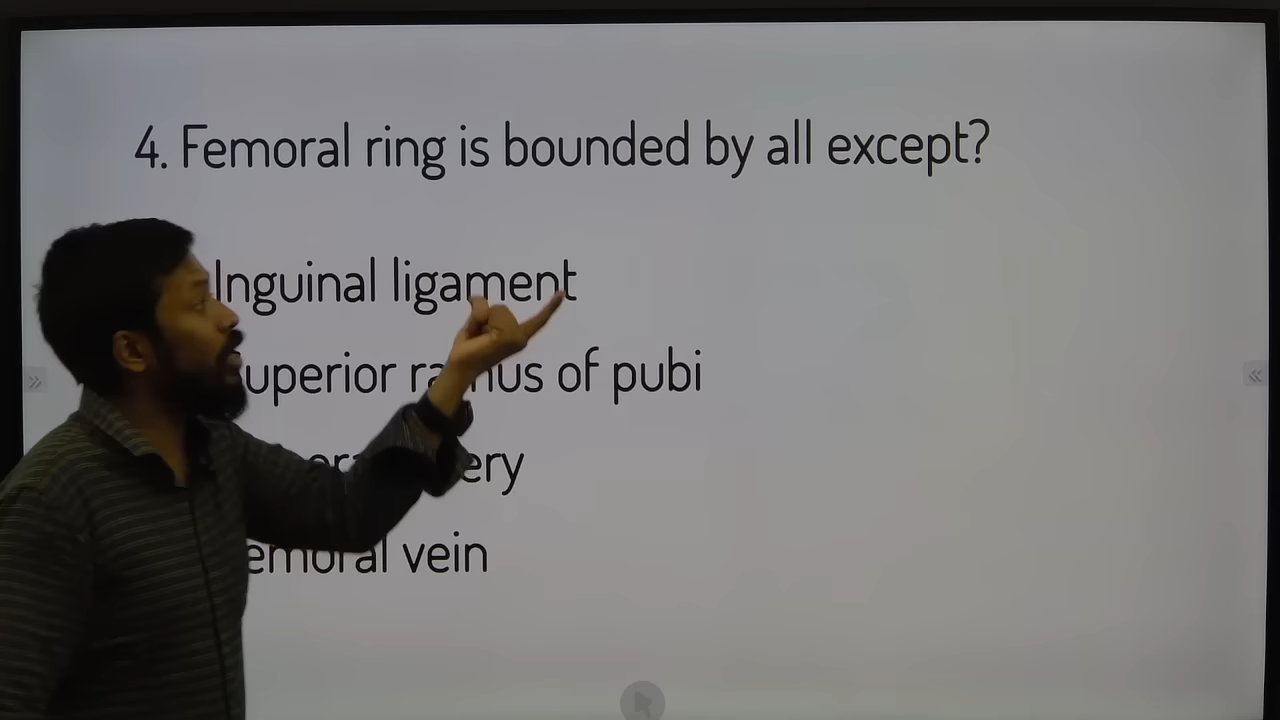 4. Femoral ring is bounded by all except?
Inguinal ligament
uperior ramus of pubi
ery
emoral vein